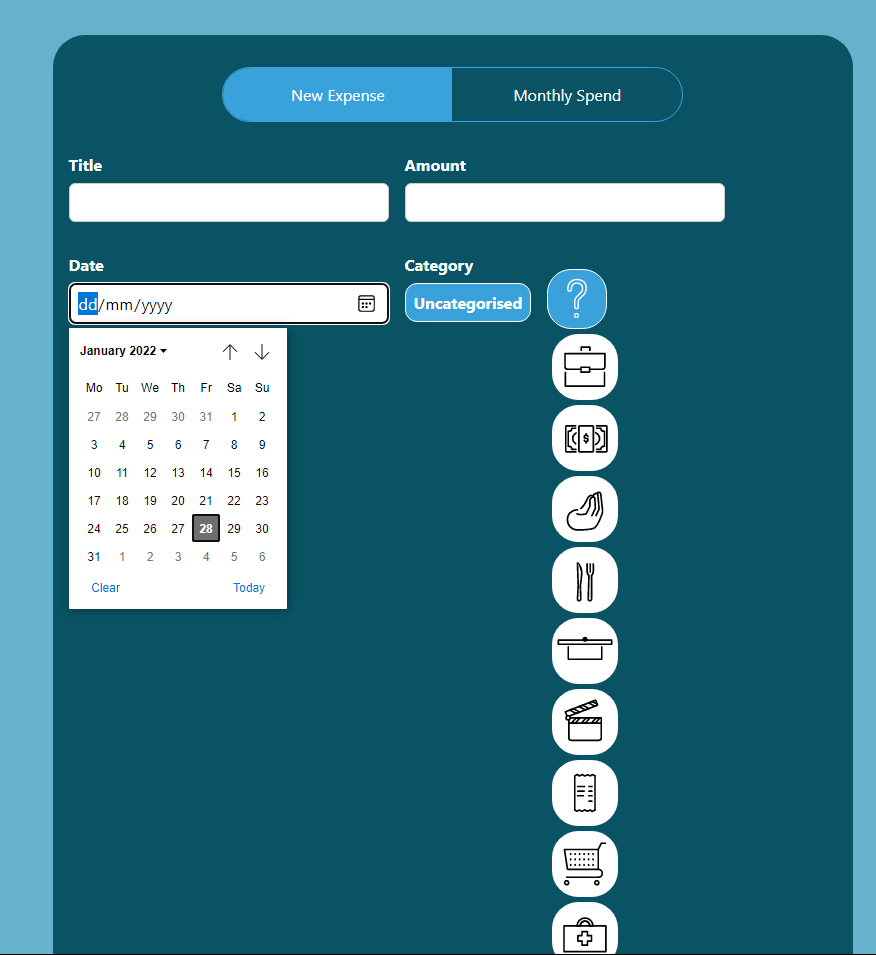 New Expense
Monthly Spend
Title
Amount
Date
Category
dd/mm/yyyy
Uncategorised
?
January 2022
Mo Tu We Th Fr Sa Su
27 28 29 30 31 1 2
3 4 5 6 7 8 9
10 11 12 13 14 15 16
17 18 19 20 21 22 23
24 25 26 27 28 29 30
31 1 2 3 4 5 6
Clear
Today
$